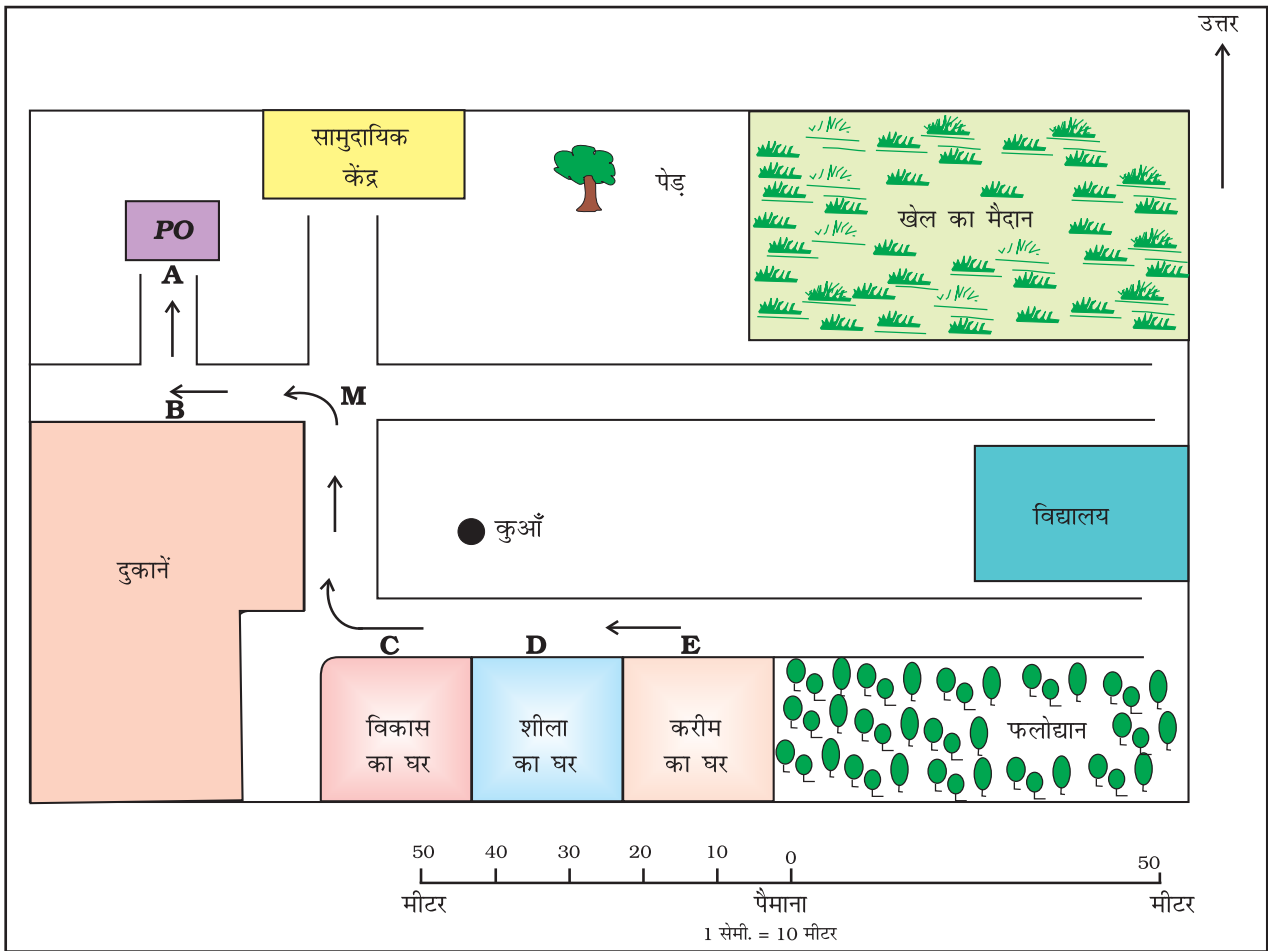 उत्तर
सामुदायिक
केंद्र
पेड़
PO
खेल का मैदान
A
M
B
विद्यालय
कुआँ
दुकानें
C D E
विकास
का घर
शीला
का घर
करीम
का घर
फलोद्यान
50 40 30 20 10 0 50
मीटर पैमाना मीटर
1 सेमी. = 10 मीटर